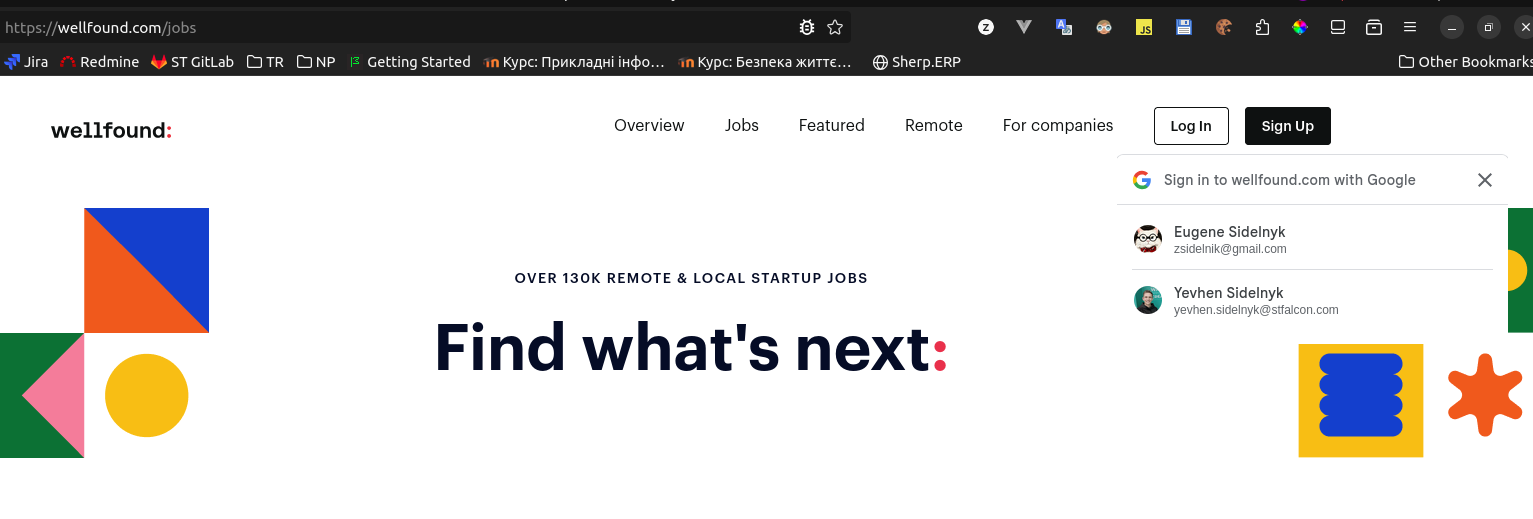 https://wellfound.com/jobs
Z
JS
Jira
Redmine
ST GitLab
TR
NP
Getting Started
Курс: Прикладні інфо…
Курс: Безпека життє…
Sherp.ERP
Other Bookmarks
wellfound:
Overview
Jobs
Featured
Remote
For companies
Log In
Sign Up
Sign in to wellfound.com with Google
Eugene Sidelnyk
zsidelnik@gmail.com
Yevhen Sidelnyk
yevhen.sidelnyk@stfalcon.com
OVER 130K REMOTE & LOCAL STARTUP JOBS
Find what's next: